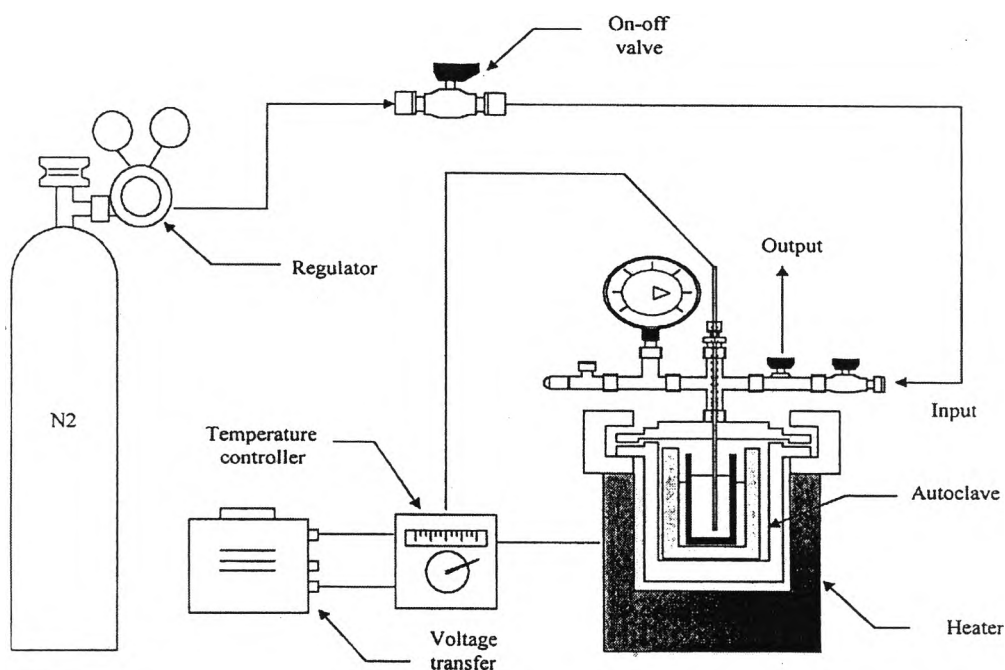 On-off
valve
Regulator
Output
N2
Input
Temperature
controller
Autoclave
Voltage
transfer
Heater